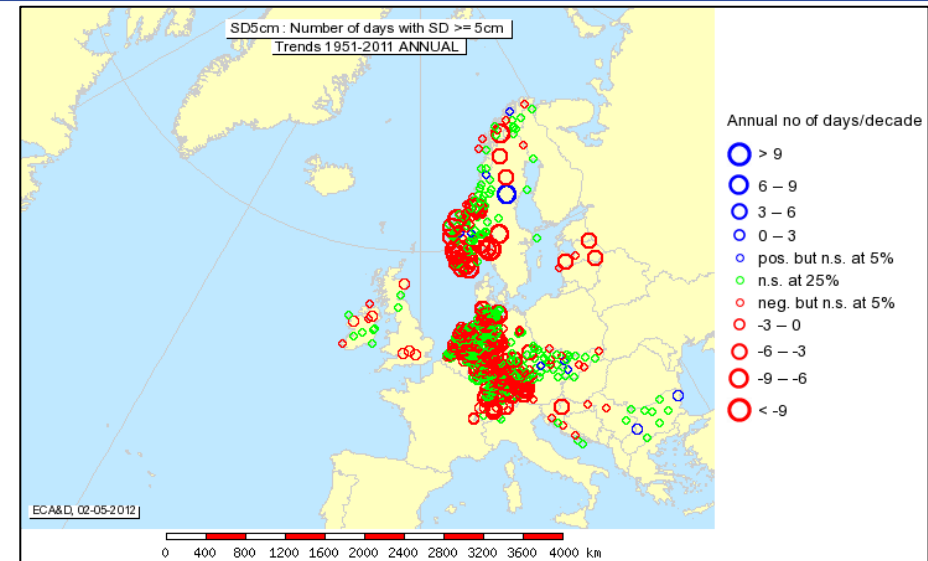 SD5cm : Number of days with SD >= 5cm
Trends 1951-2011 ANNUAL
Annual no of days/decade
> 9
6 – 9
3 – 6
0 – 3
pos. but n.s. at 5%
n.s. at 25%
neg. but n.s. at 5%
-3 – 0
-6 – -3
-9 – -6
< -9
ECA&D, 02-05-2012
0 400 800 1200 1600 2000 2400 2800 3200 3600 4000 km